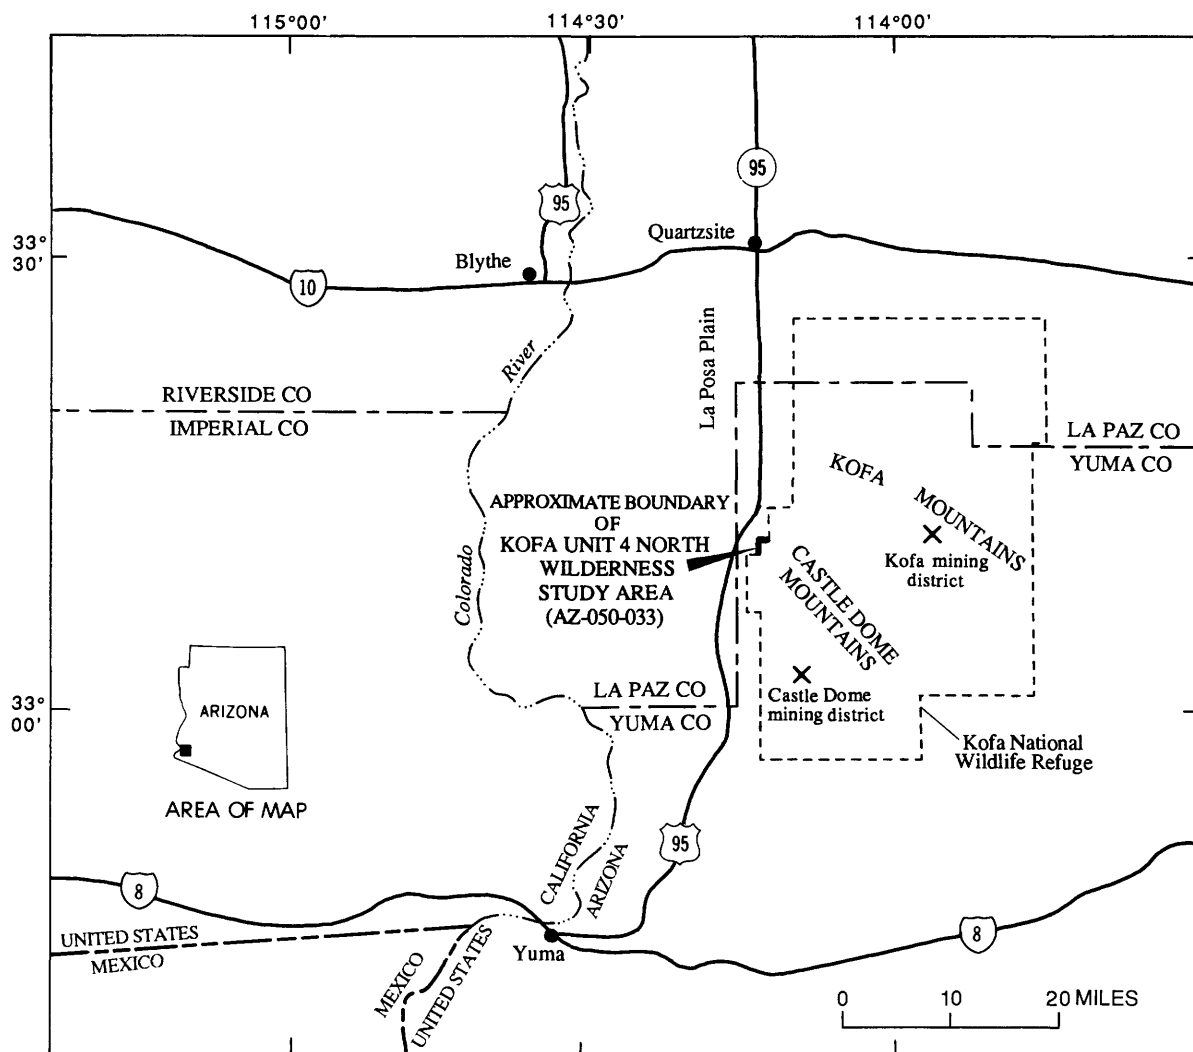 115°00'
114°30'
114°00'
95
95
33°
30'
Quartzsite
Blythe
10
La Posa Plain
River
RIVERSIDE CO
IMPERIAL CO
LA PAZ CO
YUMA CO
KOFA MOUNTAINS
APPROXIMATE BOUNDARY
OF
KOFA UNIT 4 NORTH
WILDERNESS
STUDY AREA
(AZ-050-033)
Kofa mining
district
CASTLE DOME
MOUNTAINS
Colorado
LA PAZ CO
YUMA CO
Castle Dome
mining district
33°
00'
ARIZONA
AREA OF MAP
Kofa National
Wildlife Refuge
95
CALIFORNIA
ARIZONA
8
UNITED STATES
MEXICO
MEXICO
UNITED STATES
Yuma
8
0 10 20 MILES